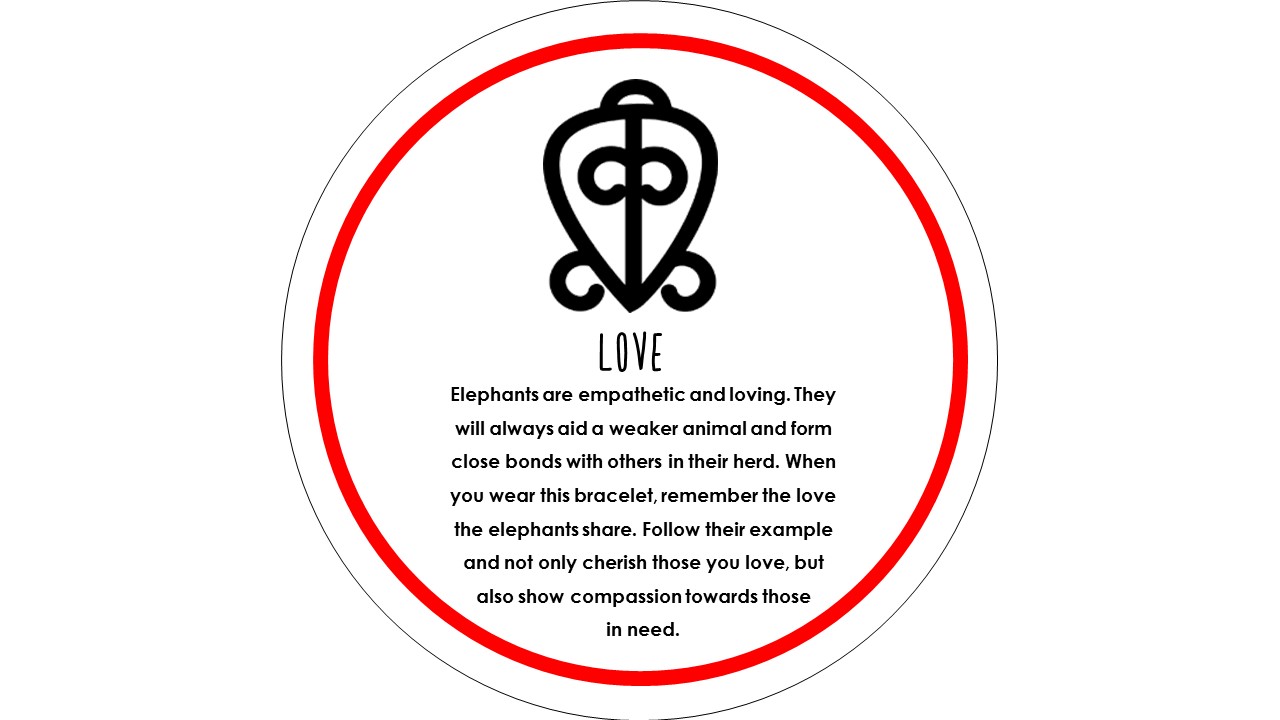 LOVE
Elephants are empathetic and loving. They
will always aid a weaker animal and form
close bonds with others in their herd. When
you wear this bracelet, remember the love
the elephants share. Follow their example
and not only cherish those you love, but
also show compassion towards those
in need.